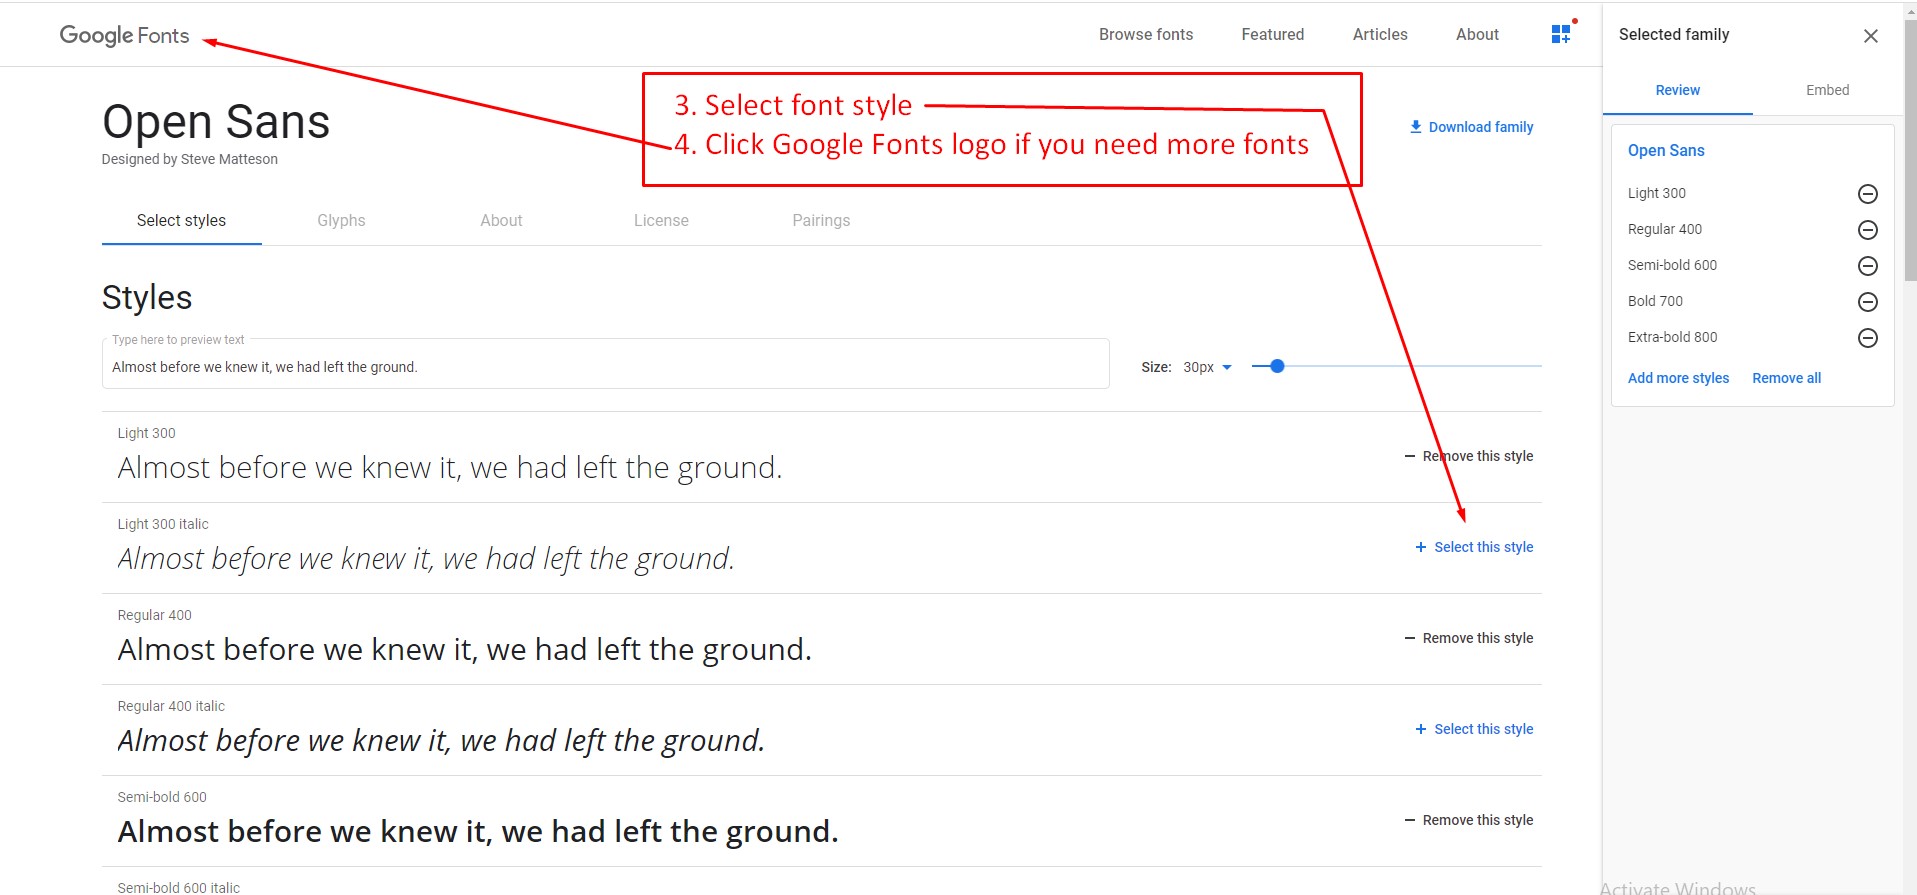 Google Fonts
Browse fonts
Featured
Articles
About
Selected family
Review
Embed
Open Sans
Designed by Steve Matteson
3. Select font style
4. Click Google Fonts logo if you need more fonts
Download family
Select styles
Glyphs
About
License
Pairings
Styles
Type here to preview text
Almost before we knew it, we had left the ground.
Size: 30px
Light 300
Almost before we knew it, we had left the ground.
Remove this style
Light 300 italic
Almost before we knew it, we had left the ground.
Select this style
Regular 400
Almost before we knew it, we had left the ground.
Remove this style
Regular 400 italic
Almost before we knew it, we had left the ground.
Select this style
Semi-bold 600
Almost before we knew it, we had left the ground.
Remove this style
Semi-bold 600 italic
Open Sans
Light 300
Regular 400
Semi-bold 600
Bold 700
Extra-bold 800
Add more styles
Remove all
Activate Windows